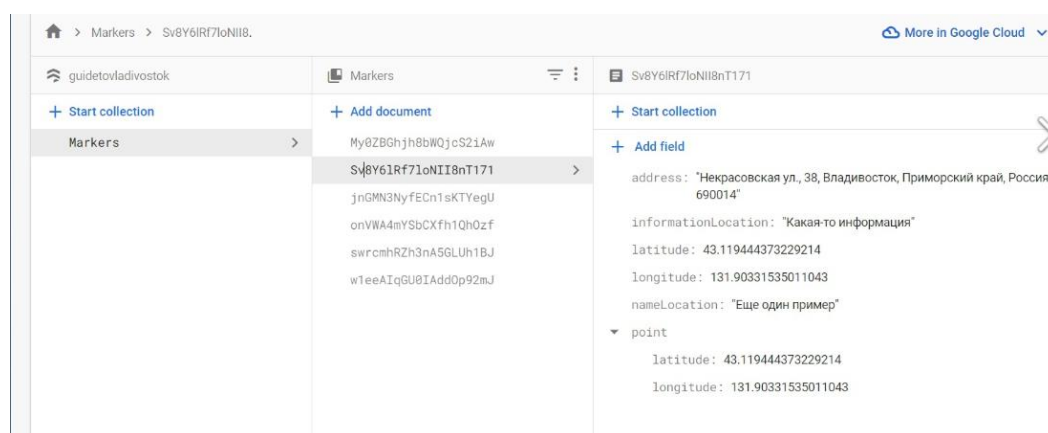 Markers > Sv8Y6lRf7loNII8. More in Google Cloud
guidetovladivostok
Markers
Sv8Y6lRf7loNII8nT171
+ Start collection
+ Add document
+ Start collection
Markers
My0ZBGhjh8bWQjcS2iAw
Sv8Y6lRf7loNII8nT171
jnGMN3NyfECn1sKTYegU
onVWA4mYSbCXfh1QhOzf
swrcmhRZh3nA5GLUh1BJ
w1eeAIqGU0IAddOp92mJ
+ Add field
address: "Некрасовская ул., 38, Владивосток, Приморский край, Россия
690014"
informationLocation: "Какая-то информация"
latitude: 43.119444373229214
longitude: 131.90331535011043
nameLocation: "Еще один пример"
point
latitude: 43.119444373229214
longitude: 131.90331535011043